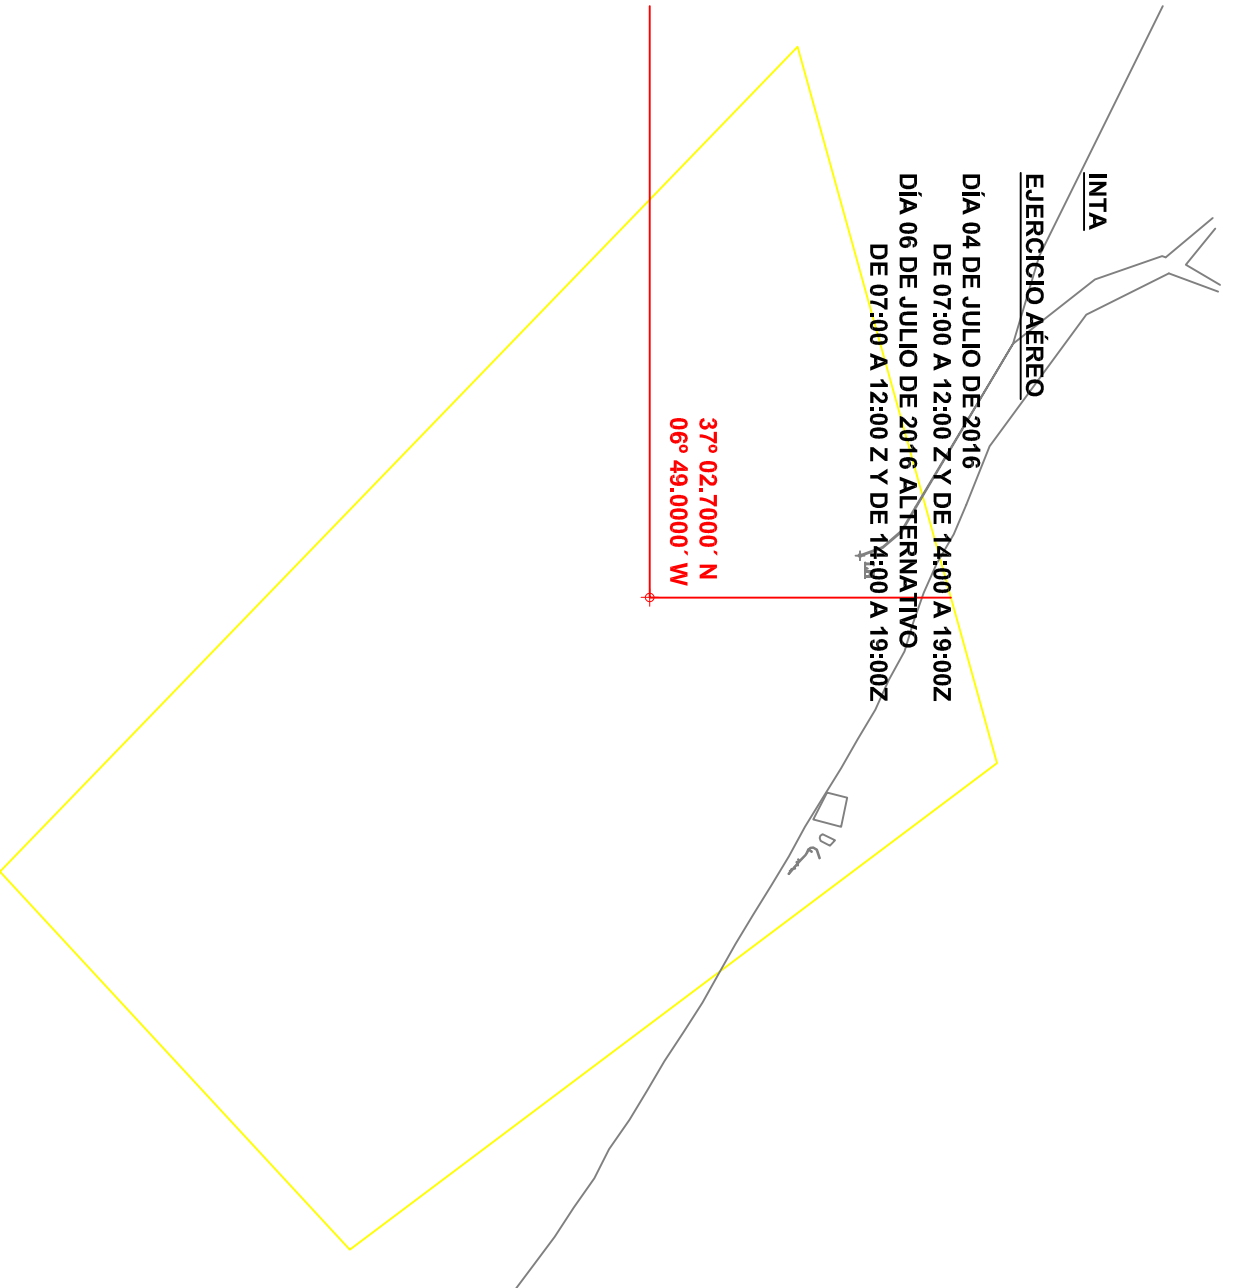 INTA
EJERCICIO AÉREO
DÍA 04 DE JULIO DE 2016
DE 07:00 A 12:00 Z Y DE 14:00 A 19:00Z
DÍA 06 DE JULIO DE 2016 ALTERNATIVO
DE 07:00 A 12:00 Z Y DE 14:00 A 19:00Z
37º 02.7000´ N
06º 49.0000´ W